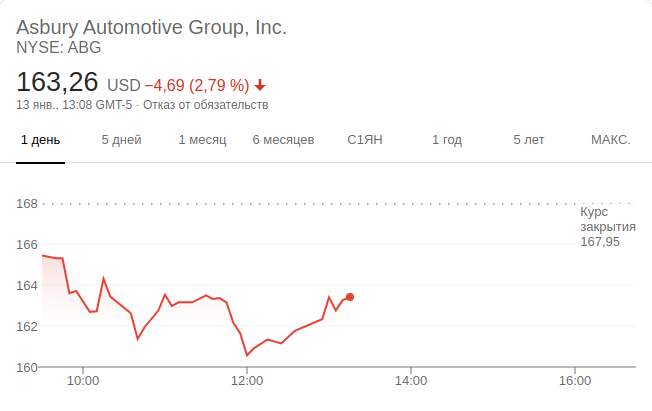 Asbury Automotive Group, Inc.
NYSE: ABG
163,26 USD −4,69 (2,79 %)
13 янв., 13:08 GMT-5 · Отказ от обязательств
1 день 5 дней 1 месяц 6 месяцев С1ЯН 1 год 5 лет МАКС.
168
Курс
закрытия
167,95
166
164
162
160
10:00 12:00 14:00 16:00